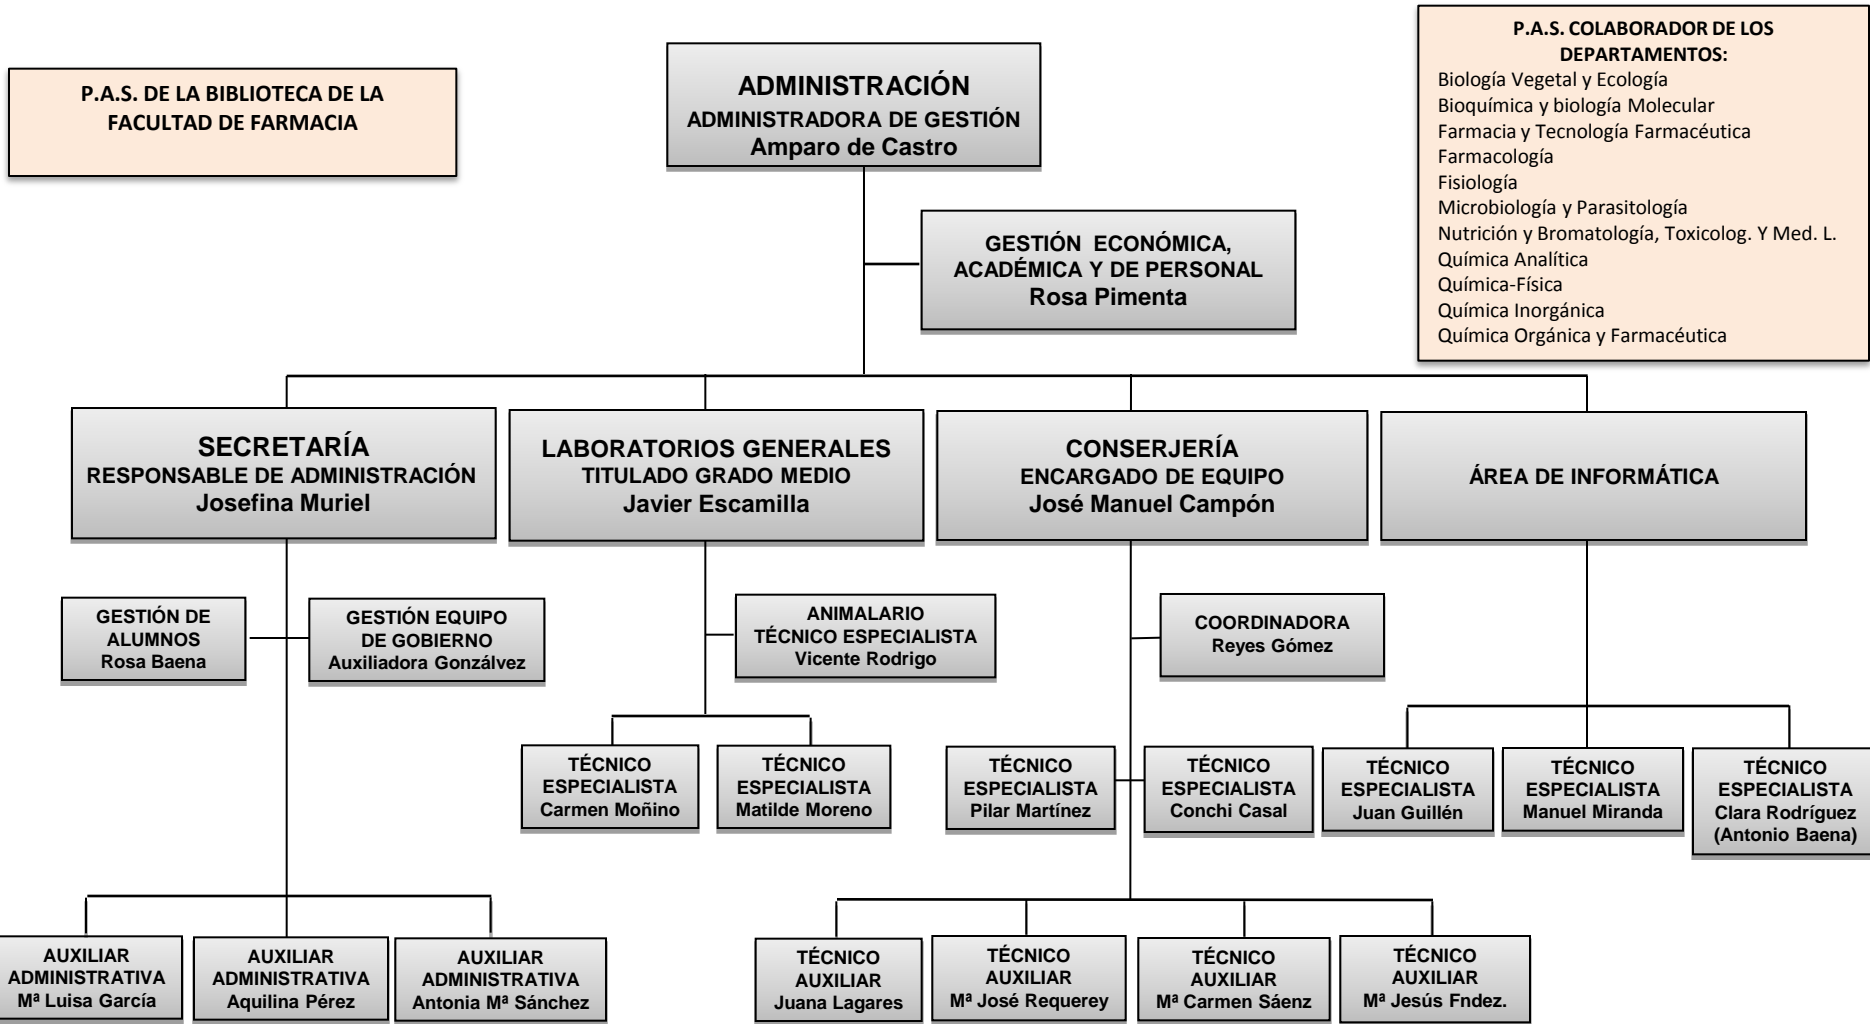 P.A.S. DE LA BIBLIOTECA DE LA
FACULTAD DE FARMACIA
ADMINISTRACIÓN
ADMINISTRADORA DE GESTIÓN
Amparo de Castro
P.A.S. COLABORADOR DE LOS
DEPARTAMENTOS:
Biología Vegetal y Ecología
Bioquímica y biología Molecular
Farmacia y Tecnología Farmacéutica
Farmacología
Fisiología
Microbiología y Parasitología
Nutrición y Bromatología, Toxicolog. Y Med. L.
Química Analítica
Química-Física
Química Inorgánica
Química Orgánica y Farmacéutica
GESTIÓN ECONÓMICA,
ACADÉMICA Y DE PERSONAL
Rosa Pimenta
SECRETARÍA
RESPONSABLE DE ADMINISTRACIÓN
Josefina Muriel
LABORATORIOS GENERALES
TITULADO GRADO MEDIO
Javier Escamilla
CONSERJERÍA
ENCARGADO DE EQUIPO
José Manuel Campón
ÁREA DE INFORMÁTICA
GESTIÓN DE
ALUMNOS
Rosa Baena
GESTIÓN EQUIPO
DE GOBIERNO
Auxiliadora Gonzálvez
ANIMALARIO
TÉCNICO ESPECIALISTA
Vicente Rodrigo
COORDINADORA
Reyes Gómez
TÉCNICO
ESPECIALISTA
Carmen Moñino
TÉCNICO
ESPECIALISTA
Matilde Moreno
TÉCNICO
ESPECIALISTA
Pilar Martínez
TÉCNICO
ESPECIALISTA
Conchi Casal
TÉCNICO
ESPECIALISTA
Juan Guillén
TÉCNICO
ESPECIALISTA
Manuel Miranda
TÉCNICO
ESPECIALISTA
Clara Rodríguez
(Antonio Baena)
AUXILIAR
ADMINISTRATIVA
Mª Luisa García
AUXILIAR
ADMINISTRATIVA
Aquilina Pérez
AUXILIAR
ADMINISTRATIVA
Antonia Mª Sánchez
TÉCNICO
AUXILIAR
Juana Lagares
TÉCNICO
AUXILIAR
Mª José Requerey
TÉCNICO
AUXILIAR
Mª Carmen Sáenz
TÉCNICO
AUXILIAR
Mª Jesús Fndez.